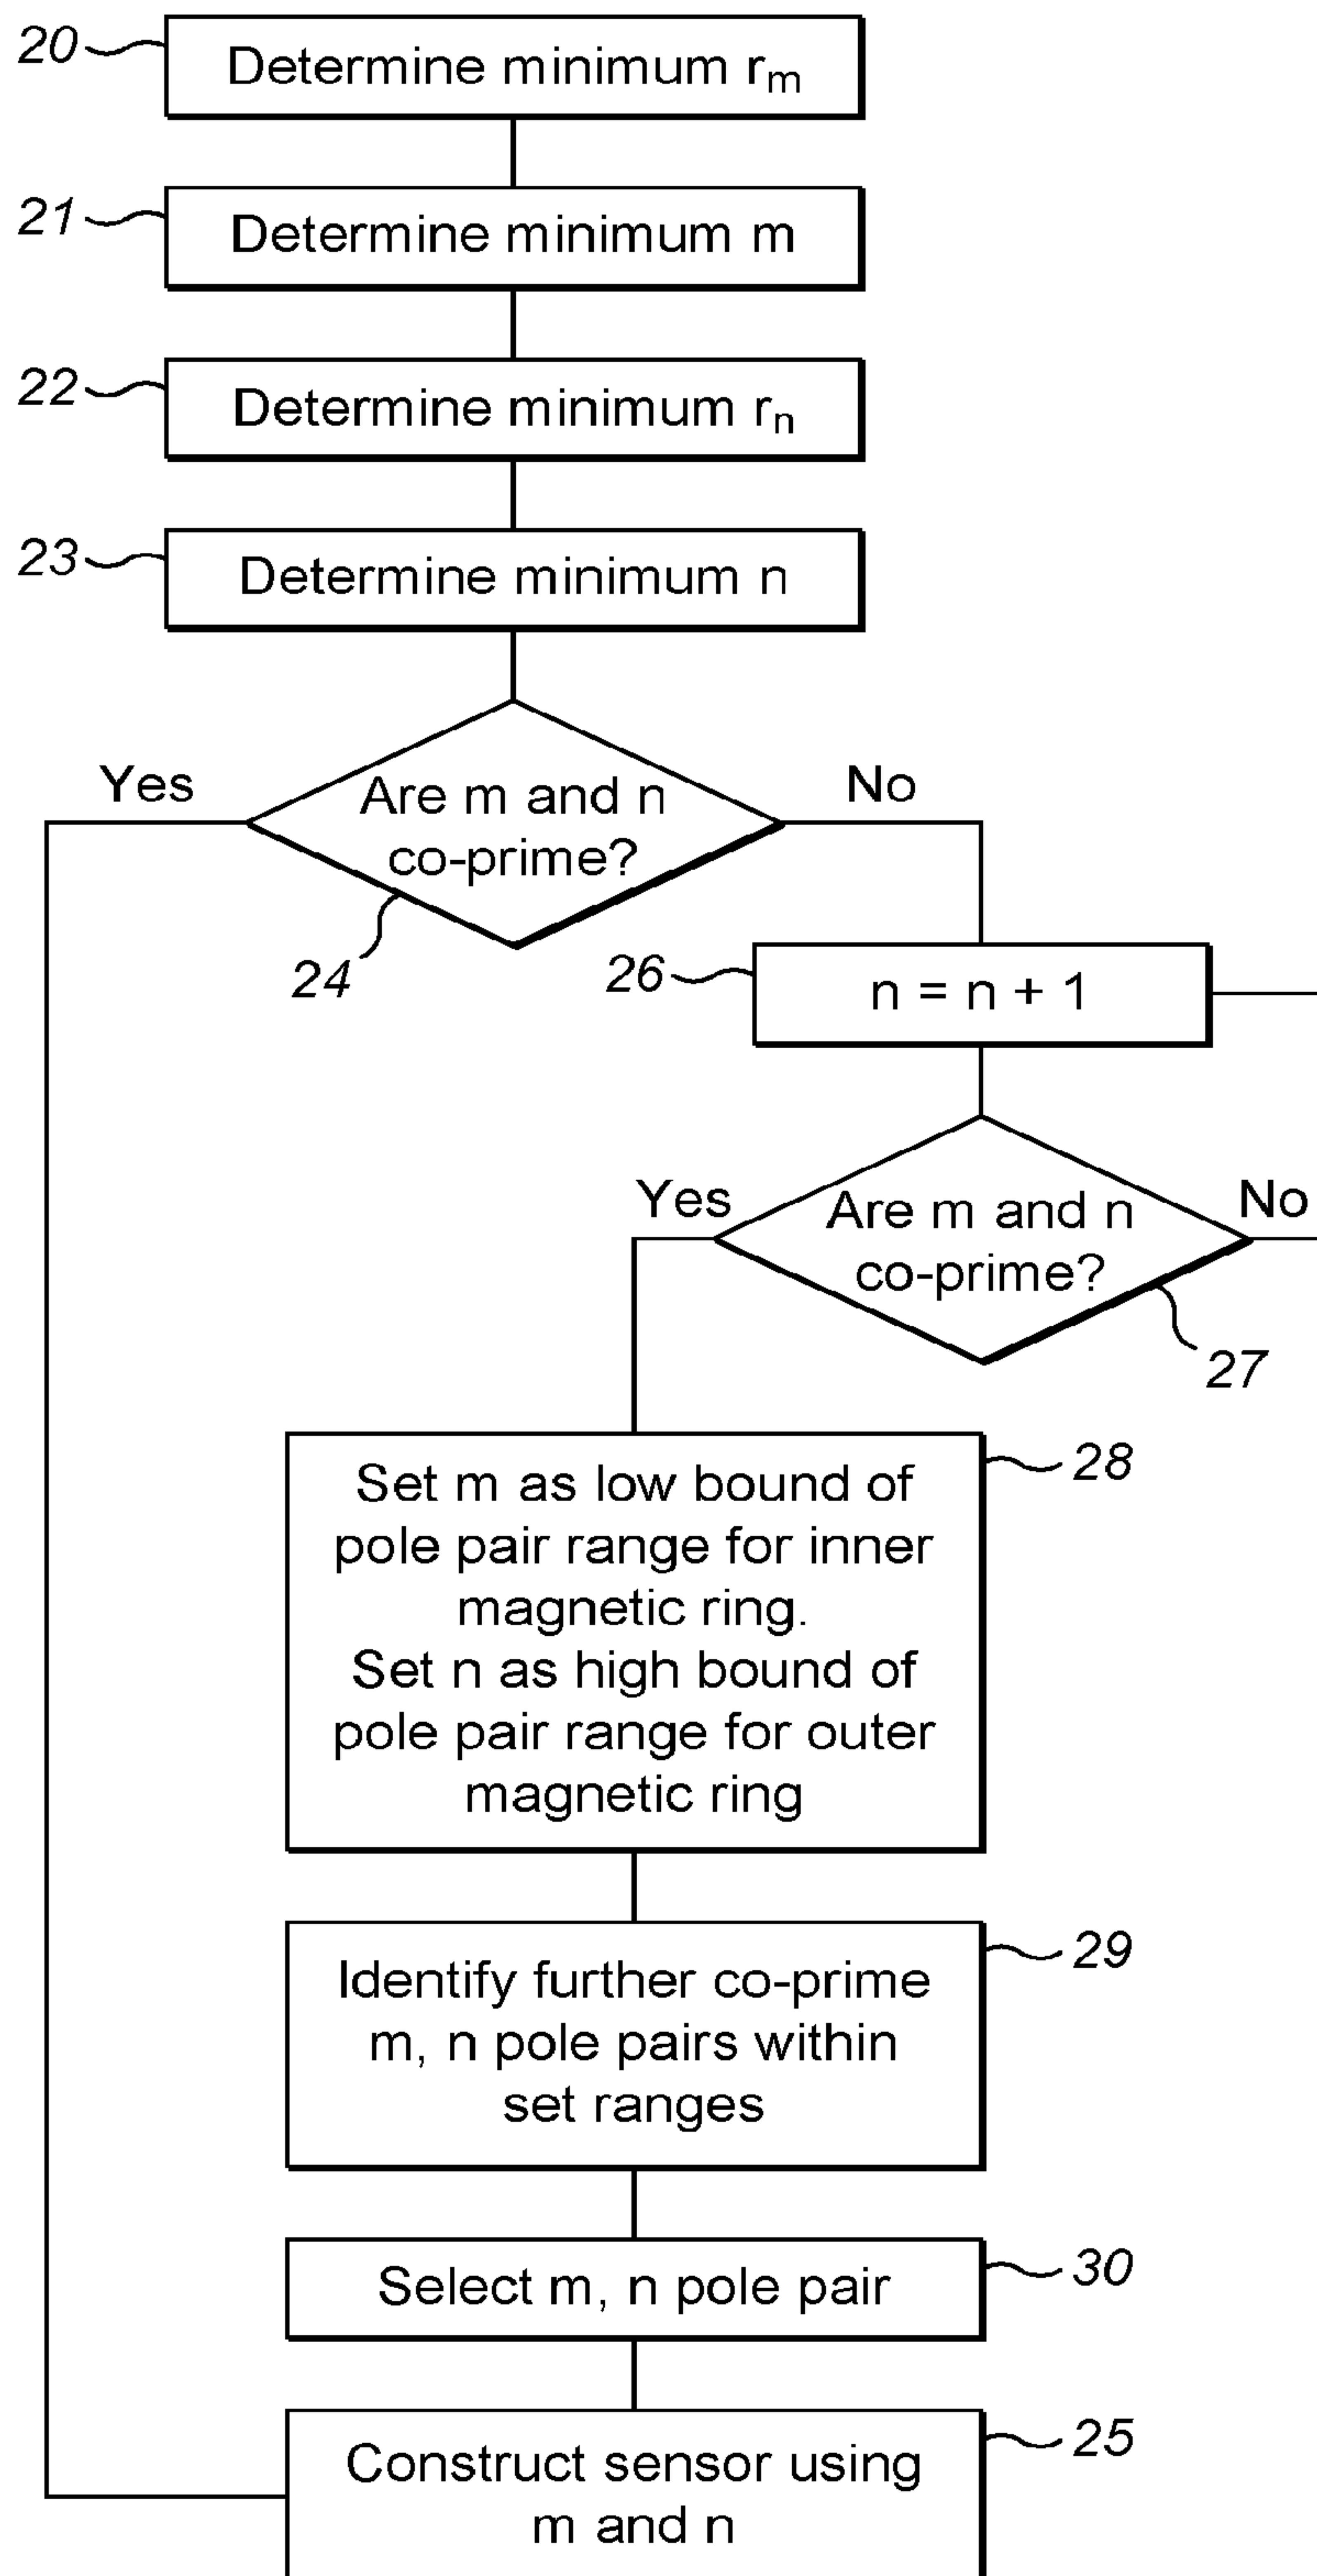 20
Determine minimum rm
21
Determine minimum m
22
Determine minimum rn
23
Determine minimum n
Yes
No
Are m and n
co-prime?
24
26
n = n + 1
Yes
No
Are m and n
co-prime?
27
28
Set m as low bound of
pole pair range for inner
magnetic ring.
Set n as high bound of
pole pair range for outer
magnetic ring
29
Identify further co-prime
m, n pole pairs within
set ranges
30
Select m, n pole pair
25
Construct sensor using
m and n